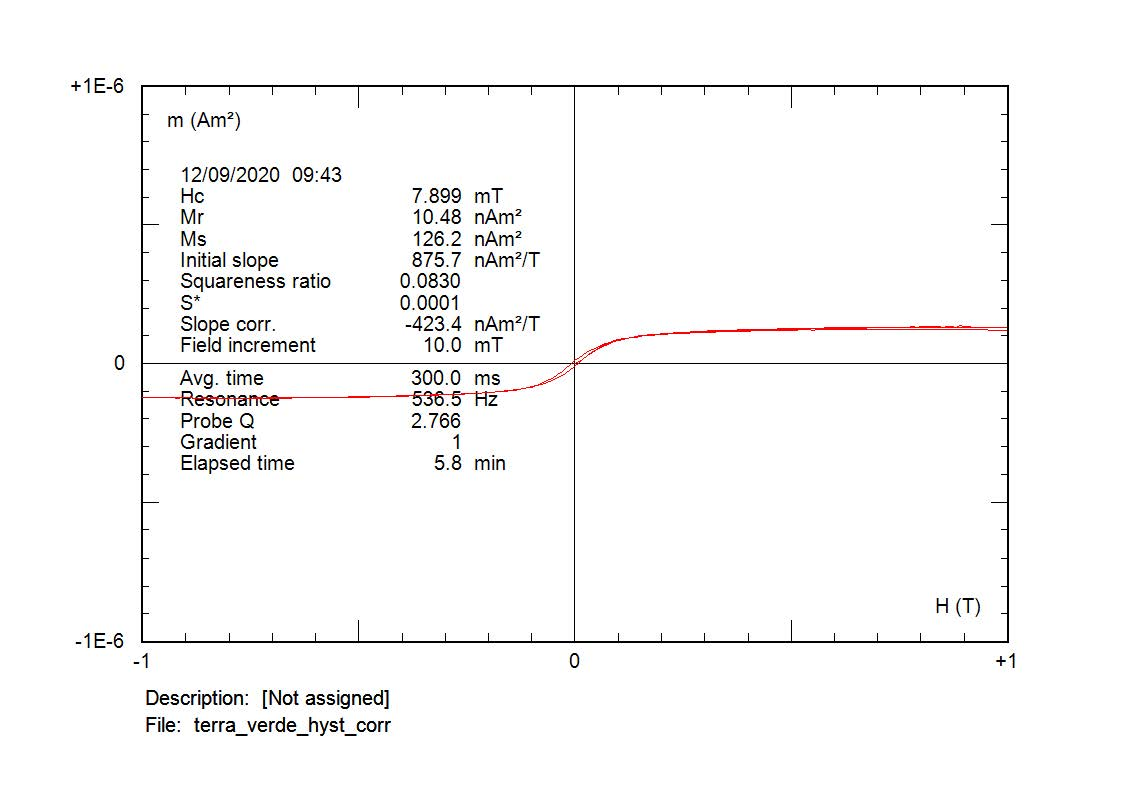 +1E-6
m (Am²)
12/09/2020 09:43
Hc 7.899 mT
Mr 10.48 nAm²
Ms 126.2 nAm²
Initial slope 875.7 nAm²/T
Squareness ratio 0.0830
S* 0.0001
Slope corr. -423.4 nAm²/T
Field increment 10.0 mT
0
Avg. time 300.0 ms
Resonance 536.5 Hz
Probe Q 2.766
Gradient 1
Elapsed time 5.8 min
H (T)
-1E-6
-1 0 +1
Description: [Not assigned]
File: terra_verde_hyst_corr